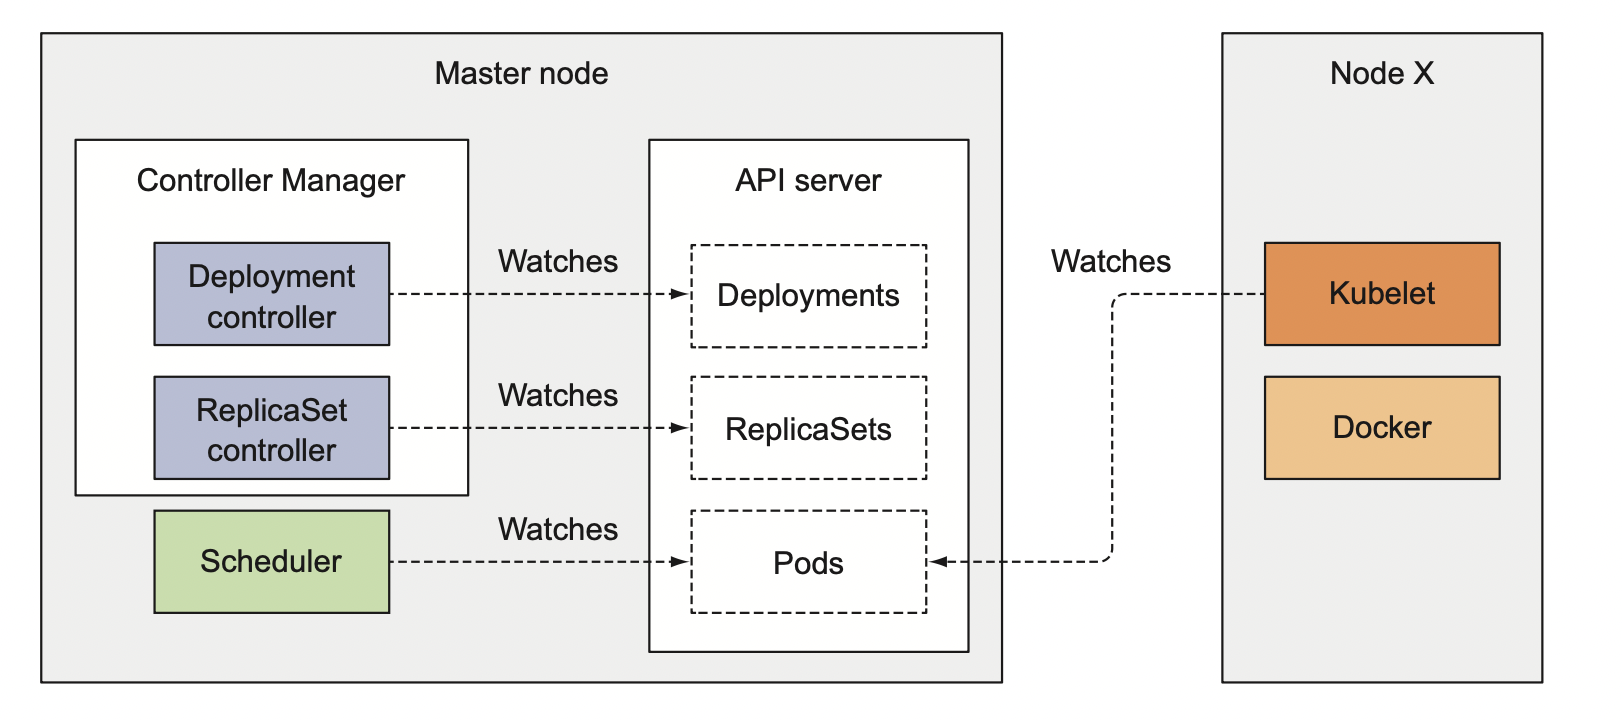 Master node
Controller Manager
Deployment
controller
ReplicaSet
controller
Scheduler
Watches
Watches
Watches
API server
Deployments
ReplicaSets
Pods
Watches
Node X
Kubelet
Docker